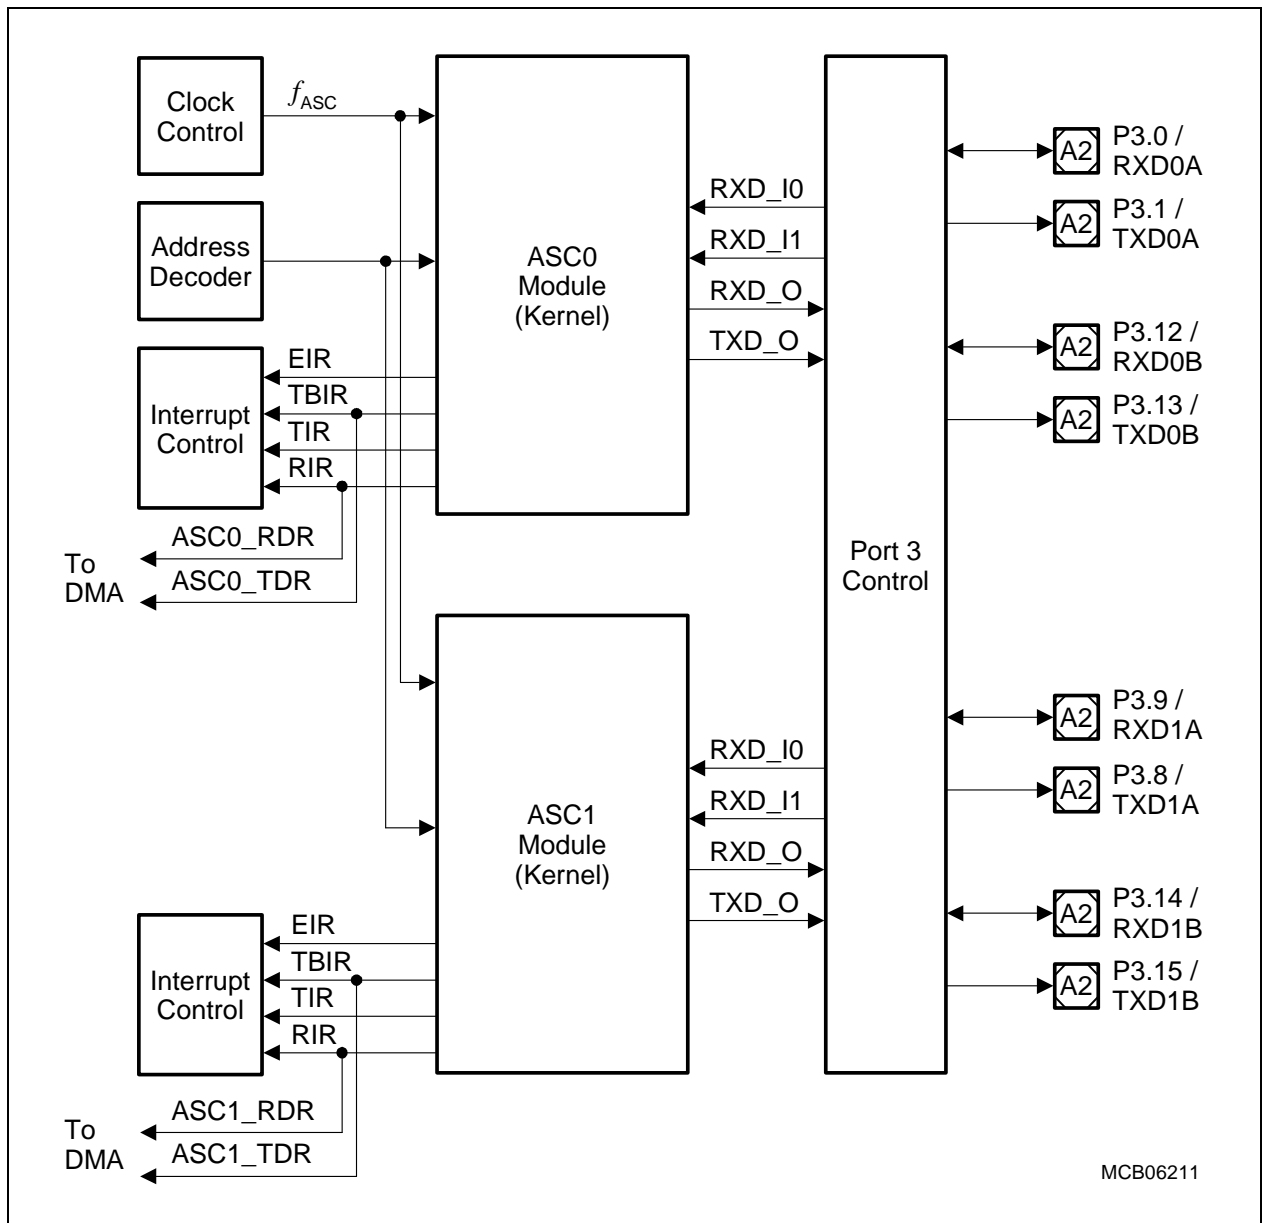 Clock
Control
fASC
Address
Decoder
Interrupt
Control
EIR
TBIR
TIR
RIR
To
DMA
ASC0_RDR
ASC0_TDR
ASC0
Module
(Kernel)
RXD_I0
RXD_I1
RXD_O
TXD_O
Port 3
Control
A2
P3.0 /
RXD0A
A2
P3.1 /
TXD0A
A2
P3.12 /
RXD0B
A2
P3.13 /
TXD0B
ASC1
Module
(Kernel)
RXD_I0
RXD_I1
RXD_O
TXD_O
A2
P3.9 /
RXD1A
A2
P3.8 /
TXD1A
A2
P3.14 /
RXD1B
A2
P3.15 /
TXD1B
Interrupt
Control
EIR
TBIR
TIR
RIR
To
DMA
ASC1_RDR
ASC1_TDR
MCB06211